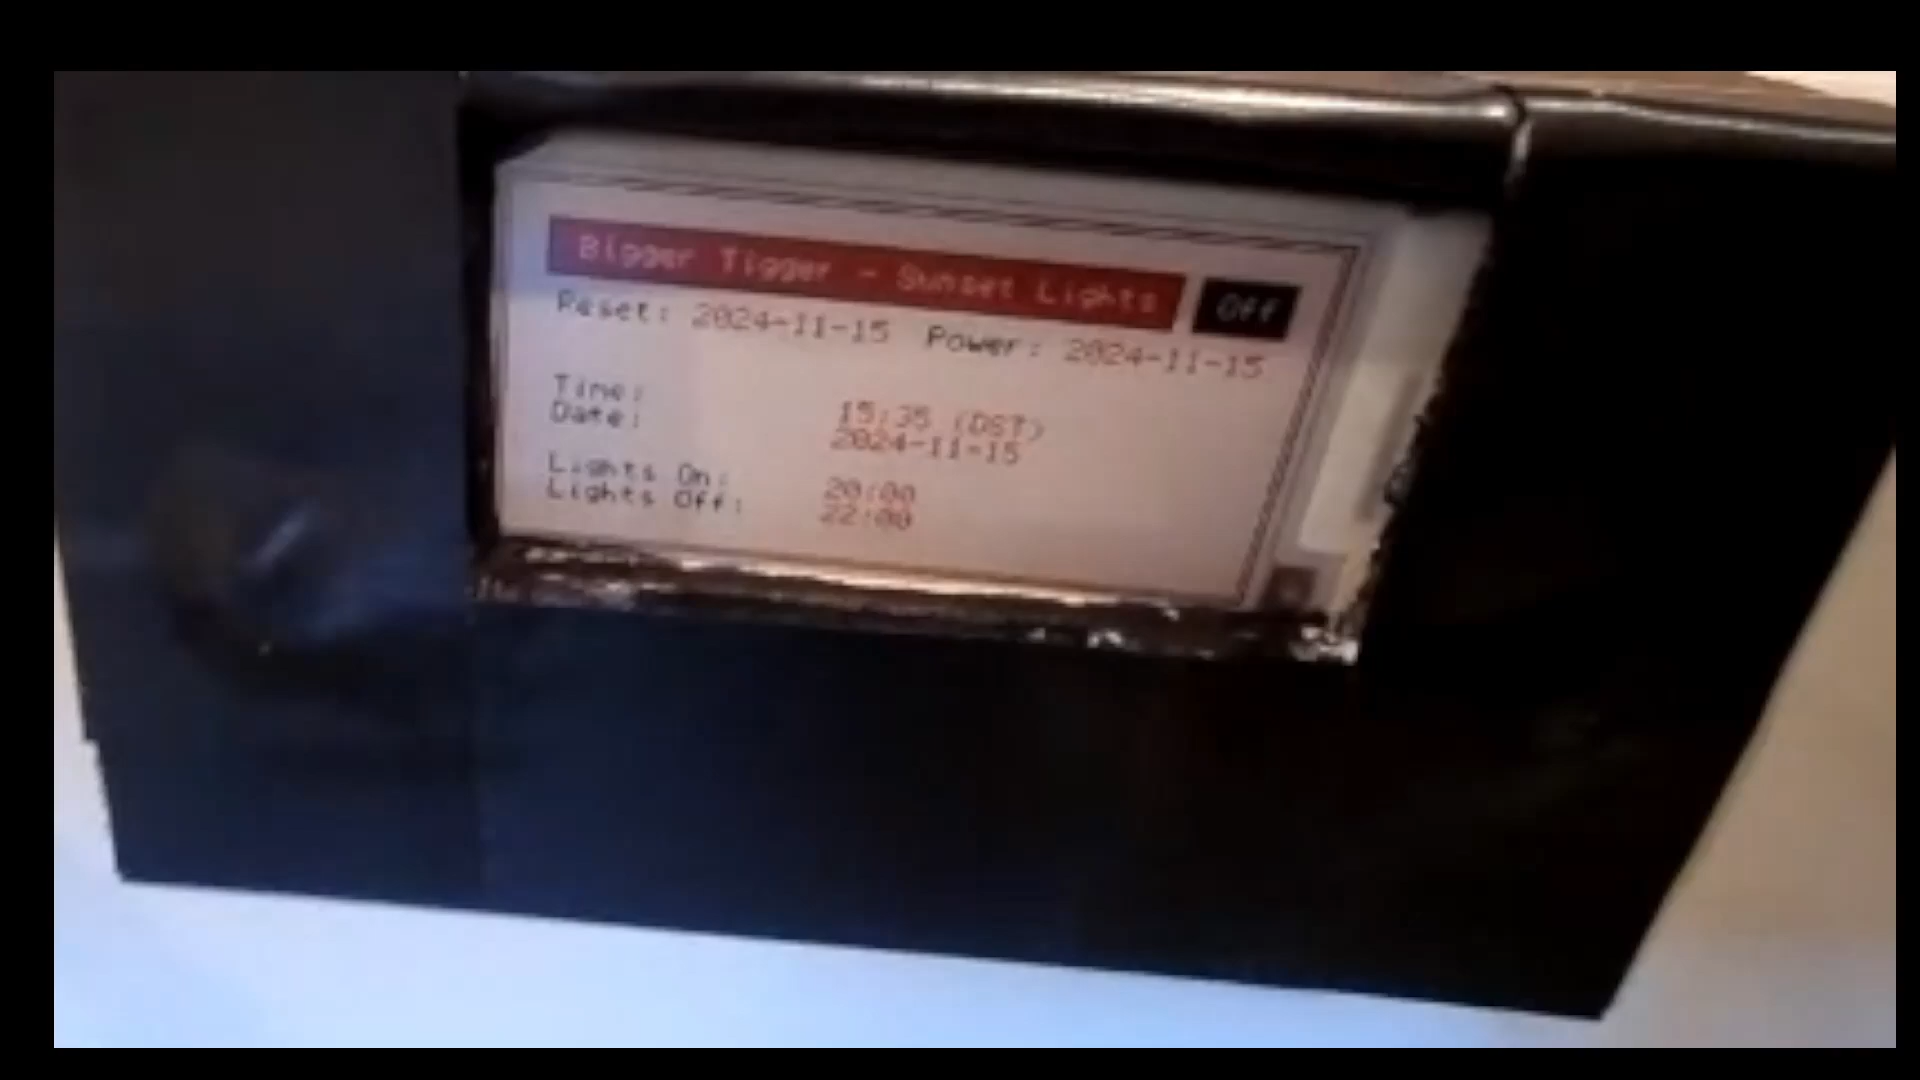 Bigger Tigger - Sunset Lights Off
Reset: 2024-11-15 Power: 2024-11-15
Time: 15:35 (DST)
Date: 2024-11-15
Lights On: 20:00
Lights Off: 22:00